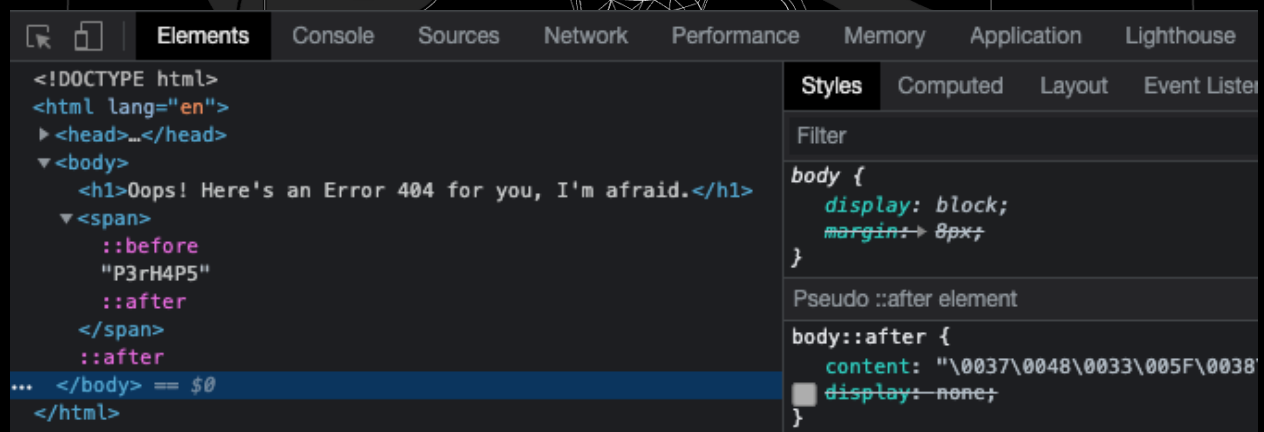 Elements Console Sources Network Performance Memory Application Lighthouse
<!DOCTYPE html>
<html lang="en">
<head>…</head>
<body>
<h1>Oops! Here's an Error 404 for you, I'm afraid.</h1>
<span>
::before
"P3rH4P5"
::after
</span>
::after
… </body> == $0
</html>
Styles Computed Layout Event Listen
Filter
body {
display: block;
margin: 8px;
}
Pseudo ::after element
body::after {
content: "\0037\0048\0033\005F\0038\
display: none;
}